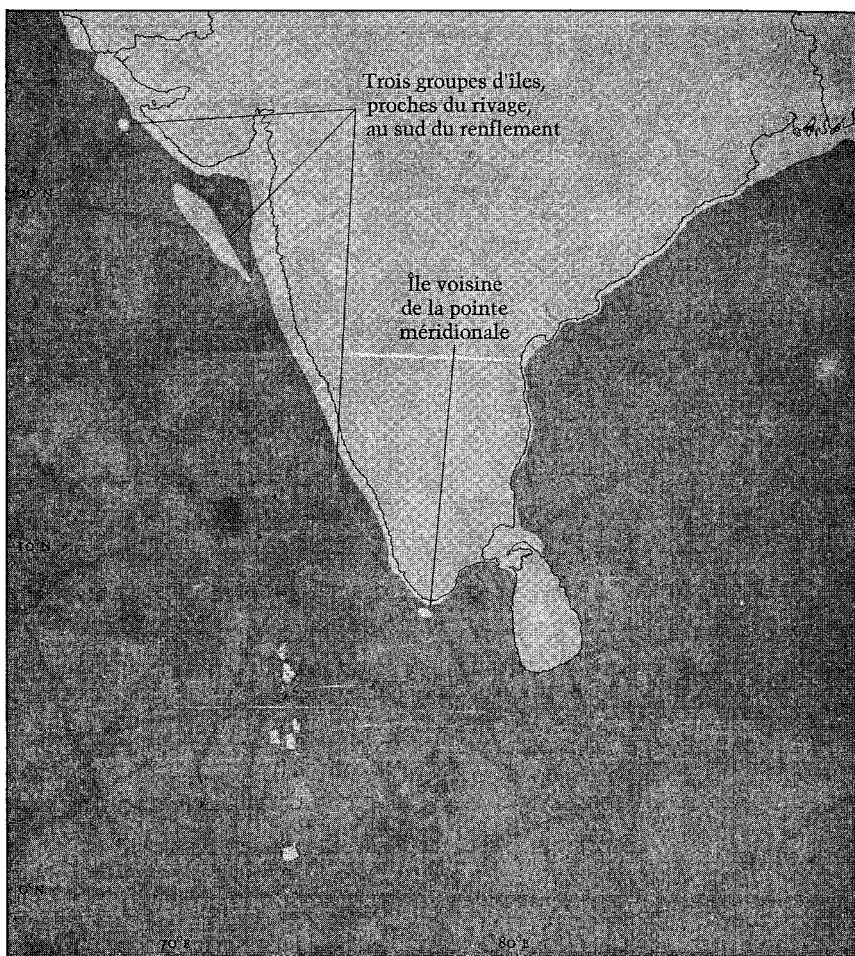 Trois groupes d'îles,
proches du rivage,
au sud du renflement
20°N
Île voisine
de la pointe
méridionale
10°N
0°N
70°E
80°E